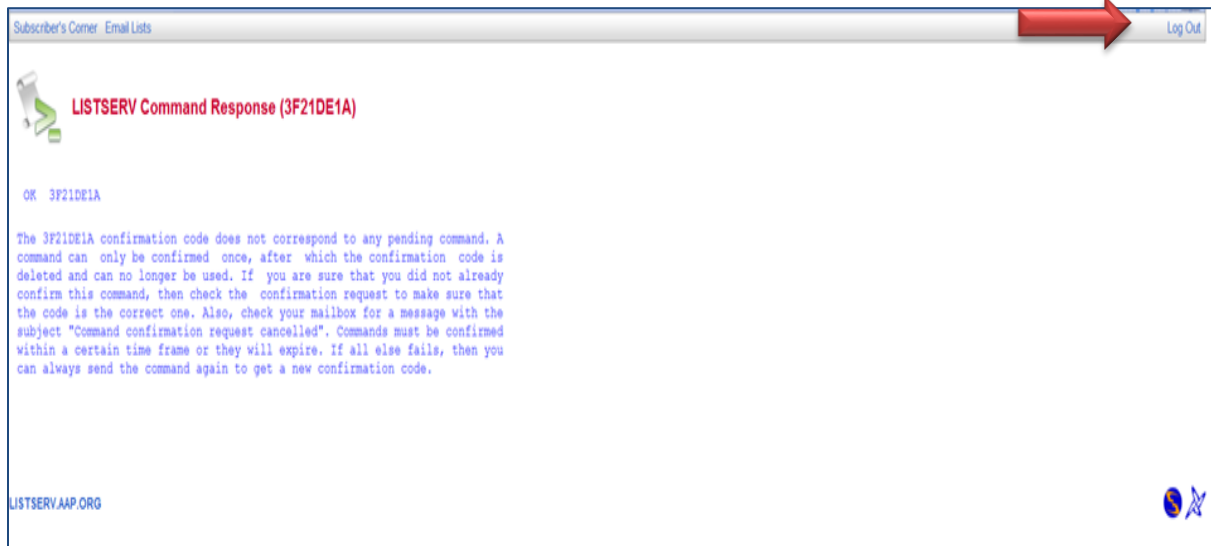 Subscriber's Corner Email Lists Log Out
LISTSERV Command Response (3F21DE1A)
OK 3F21DE1A
The 3F21DE1A confirmation code does not correspond to any pending command. A
command can only be confirmed once, after which the confirmation code is
deleted and can no longer be used. If you are sure that you did not already
confirm this command, then check the confirmation request to make sure that
the code is the correct one. Also, check your mailbox for a message with the
subject "Command confirmation request cancelled". Commands must be confirmed
within a certain time frame or they will expire. If all else fails, then you
can always send the command again to get a new confirmation code.
LISTSERV.AAP.ORG